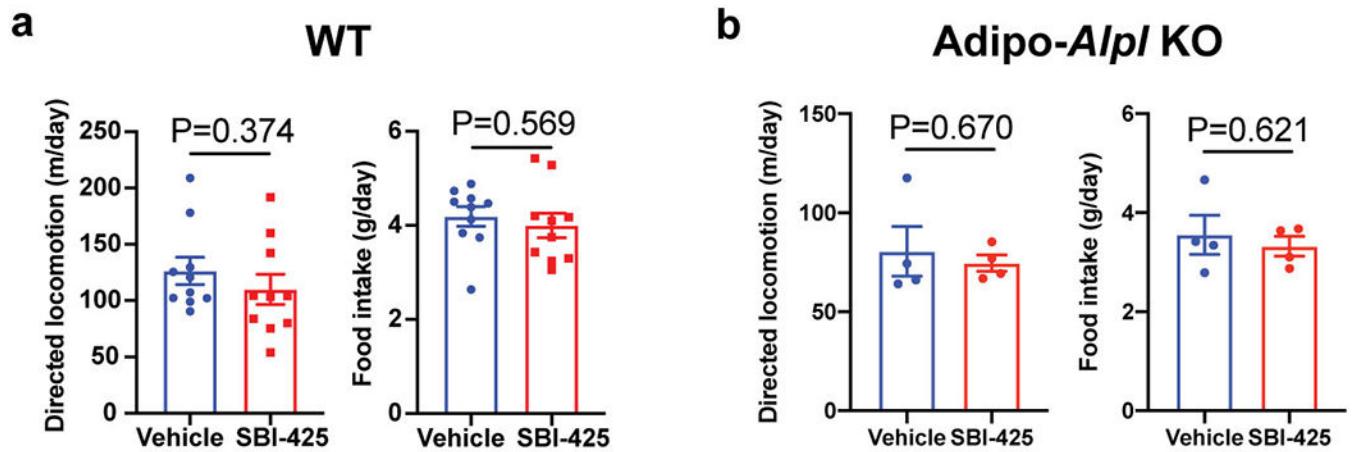 a
WT
Directed locomotion (m/day)
250
200
150
100
50
0
P=0.374
Vehicle SBI-425
Food intake (g/day)
6
4
2
0
P=0.569
Vehicle SBI-425
b
Adipo-Alpl KO
Directed locomotion (m/day)
150
100
50
0
P=0.670
Vehicle SBI-425
Food intake (g/day)
6
4
2
0
P=0.621
Vehicle SBI-425